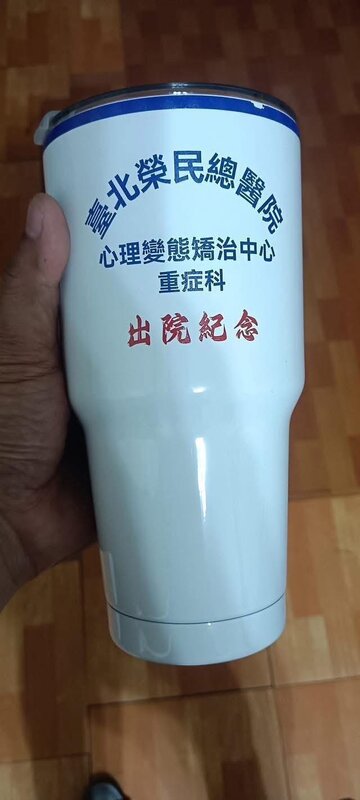 臺北榮民總醫院
心理變態矯治中心
重症科
出院紀念